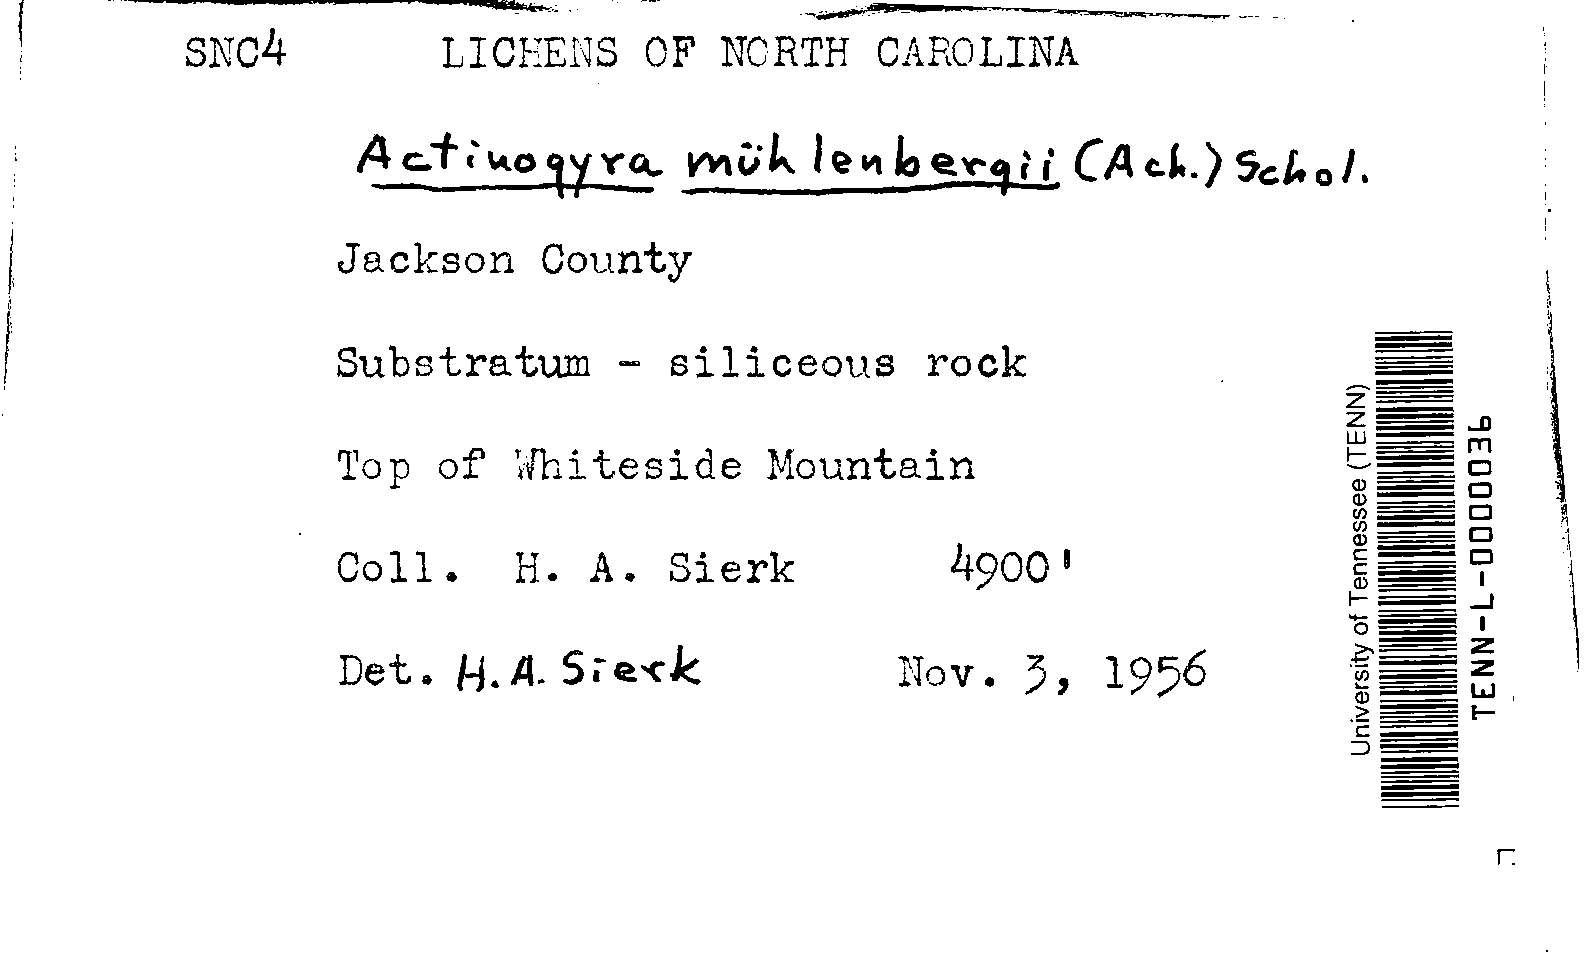 SNC4 LICHENS OF NORTH CAROLINA
Actinogyra mühlenbergii (Ach.) Schol.
Jackson County
Substratum - siliceous rock
Top of Whiteside Mountain
Coll. H. A. Sierk 4900'
Det. H. A. Sierk Nov. 3, 1956
University of Tennessee (TENN)
TENN-L-0000036